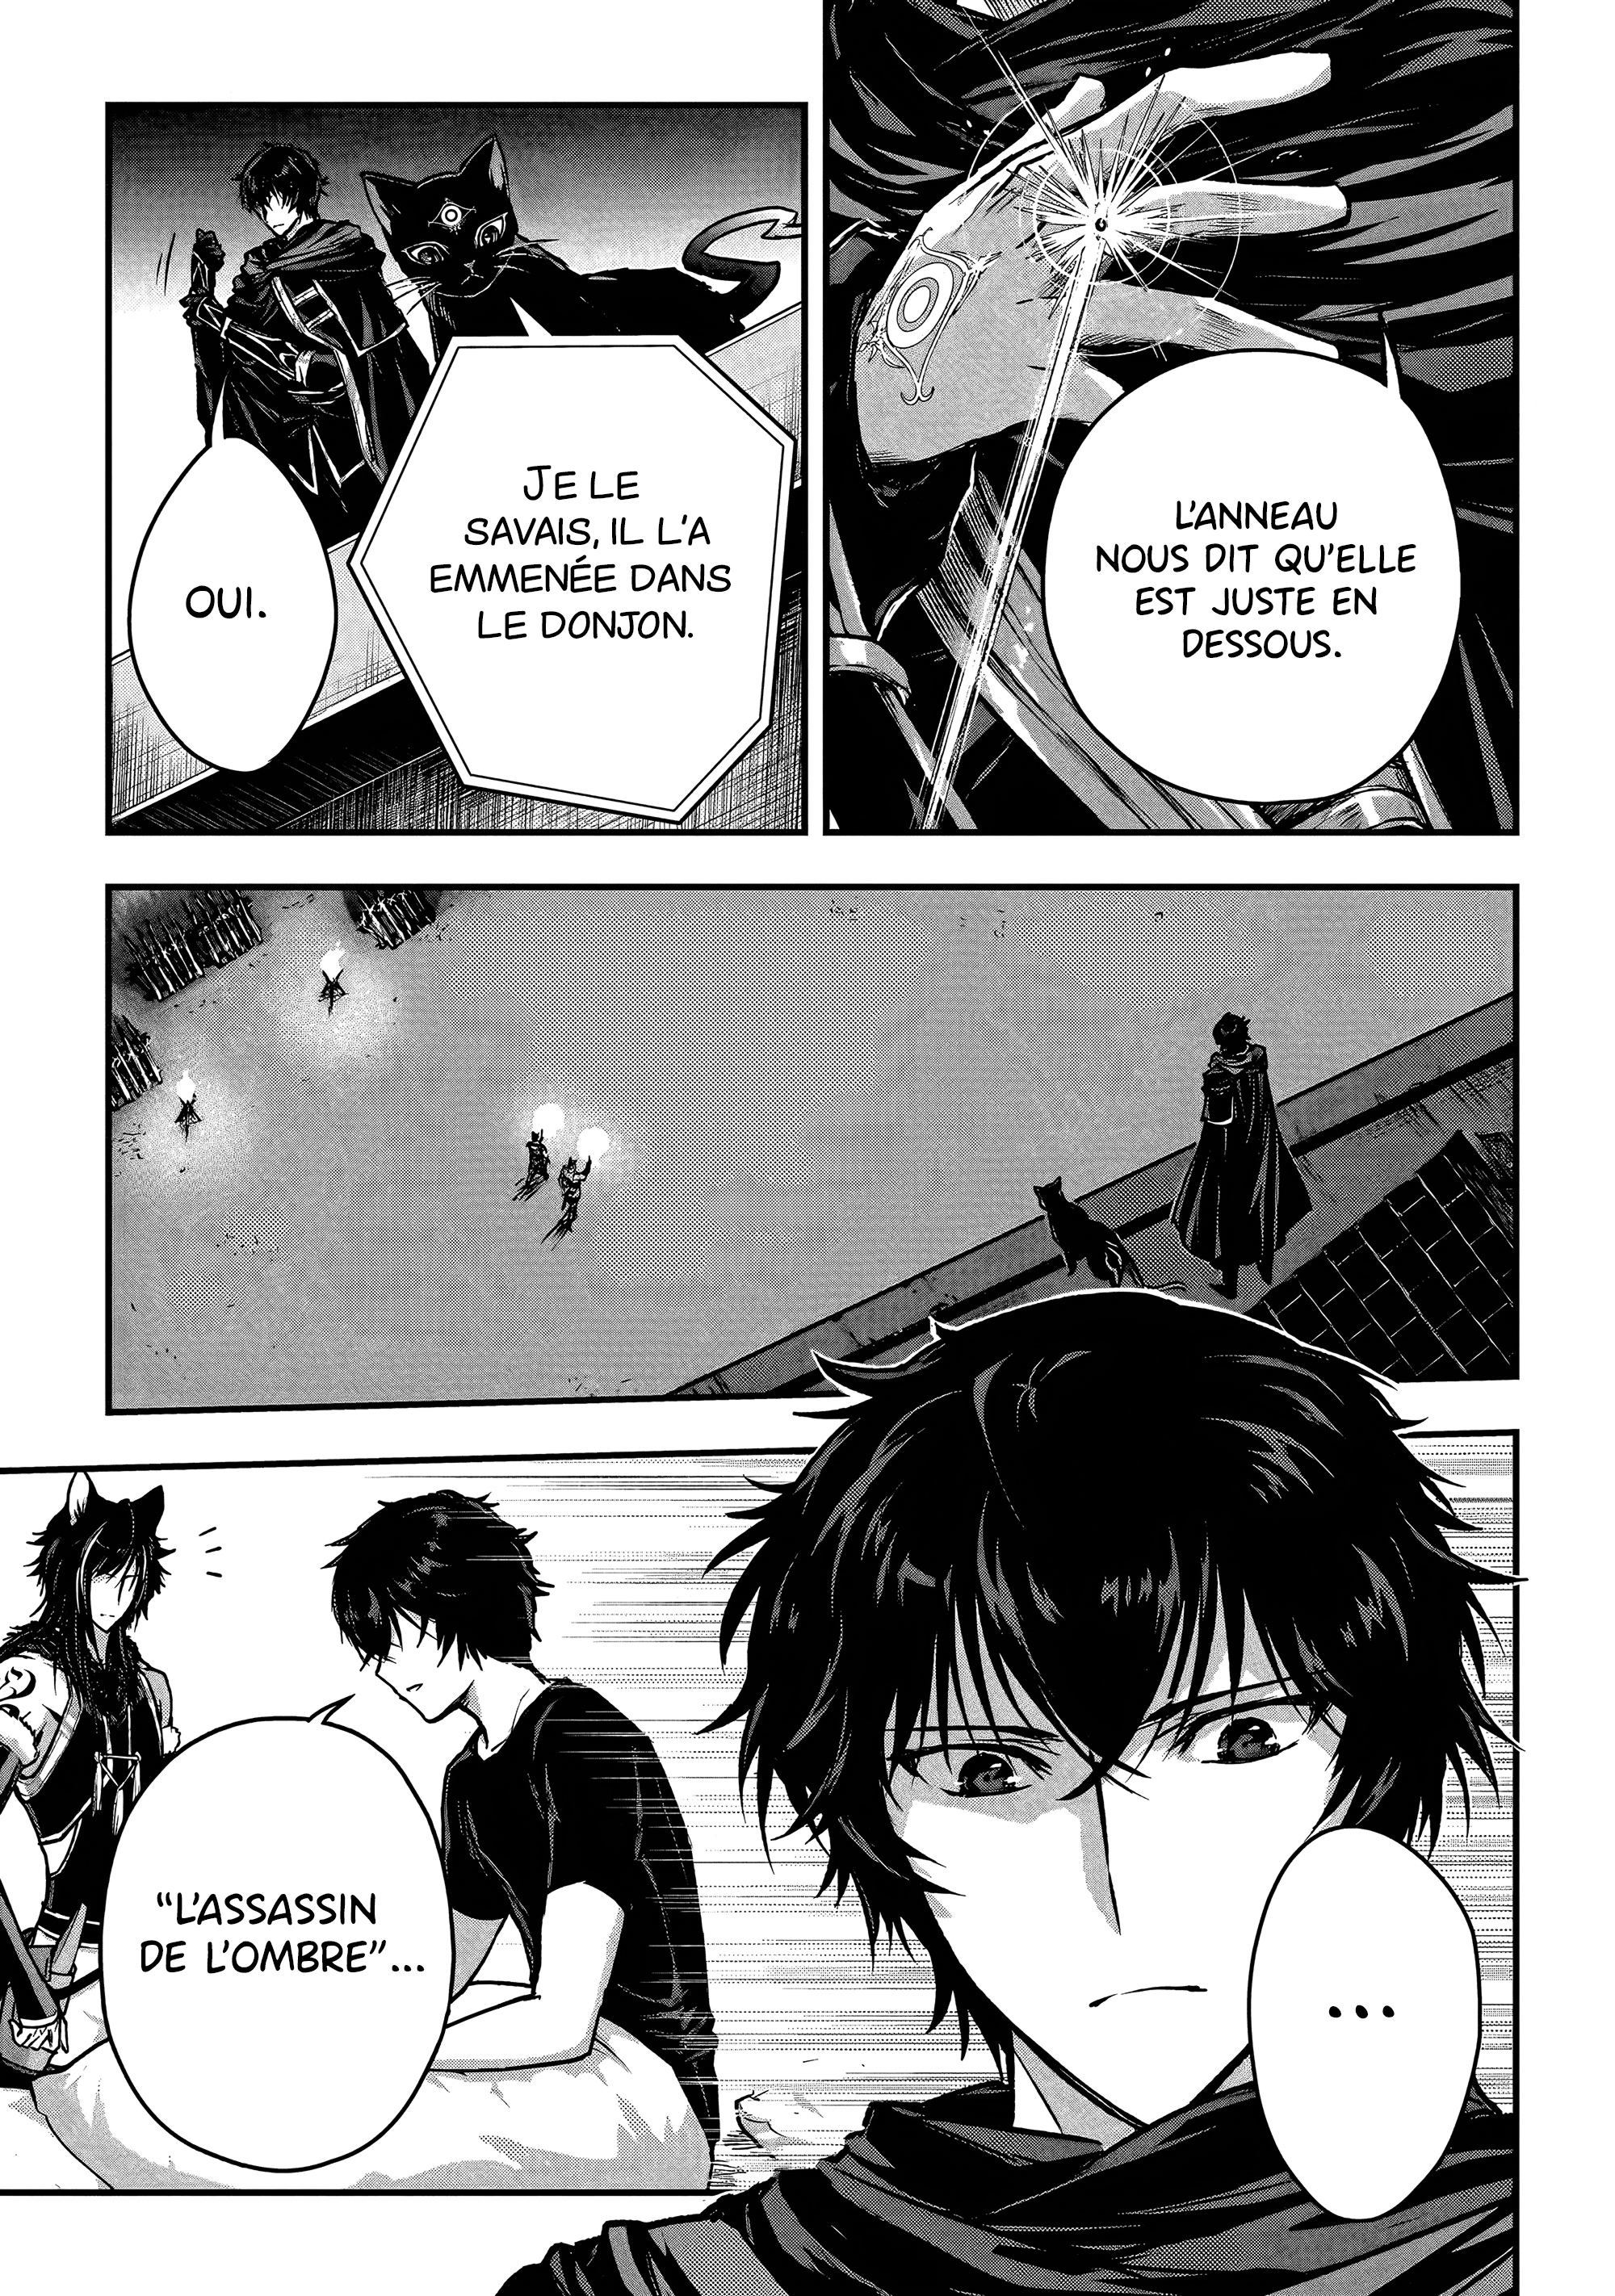 L'ANNEAU
NOUS DIT QU'ELLE
EST JUSTE EN
DESSOUS.
JE LE
SAVAIS, IL L'A
EMMENÉE DANS
LE DONJON.
OUI.
...
“L'ASSASSIN
DE L'OMBRE”...